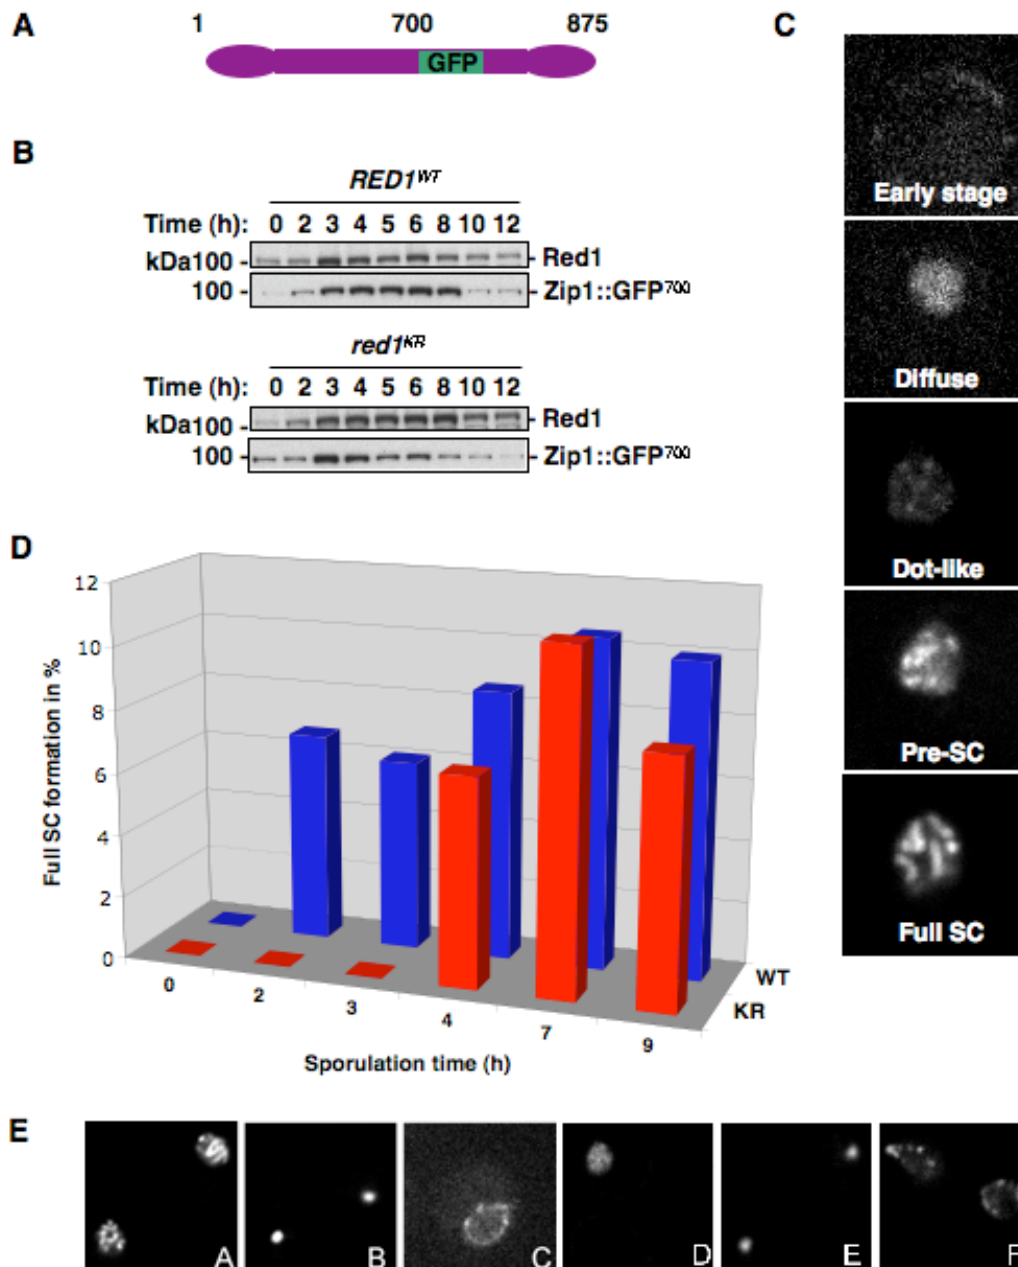 A
1 700 875
GFP
B
RED1WT
Time (h): 0 2 3 4 5 6 8 10 12
kDa100 - - Red1
100 - - Zip1::GFP700
red1KR
Time (h): 0 2 3 4 5 6 8 10 12
kDa100 - - Red1
100 - - Zip1::GFP700
C
Early stage
Diffuse
Dot-like
Pre-SC
Full SC
D
Full SC formation in %
12
10
8
6
4
2
0
0 2 3 4 7 9
WT
KR
Sporulation time (h)
E
A B C D E F